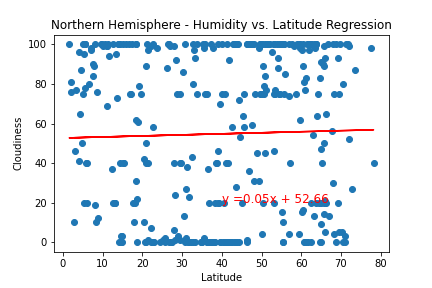 Northern Hemisphere - Humidity vs. Latitude Regression
100
80
60
40
20
0
Cloudiness
y =0.05x + 52.66
0 10 20 30 40 50 60 70 80
Latitude